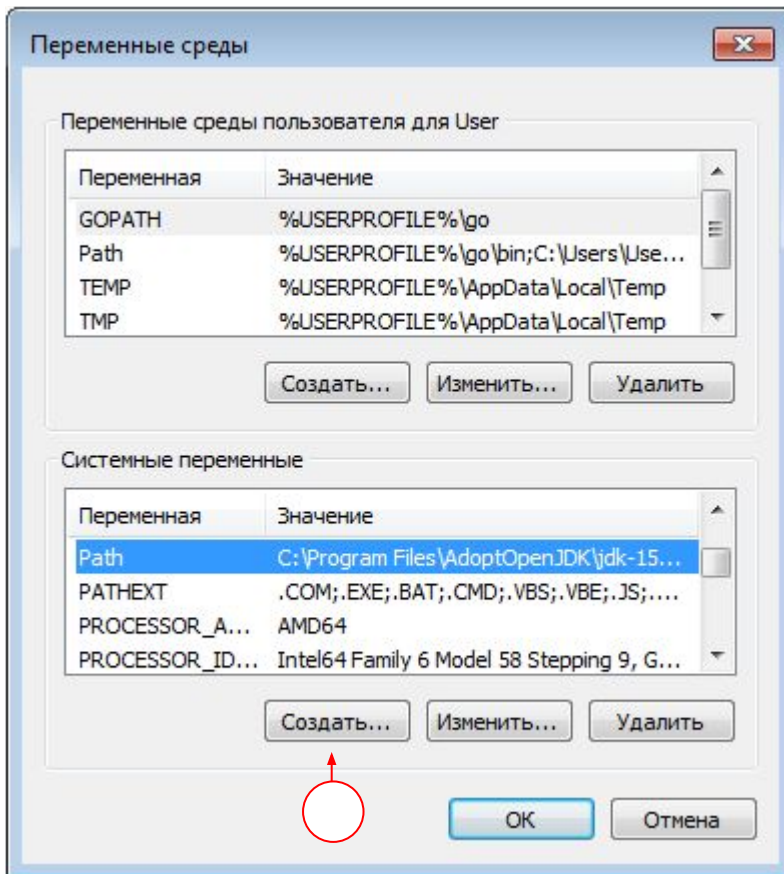 Переменные среды
Переменные среды пользователя для User
Переменная Значение
GOPATH %USERPROFILE%\go
Path %USERPROFILE%\go\bin;C:\Users\Use...
TEMP %USERPROFILE%\AppData\Local\Temp
TMP %USERPROFILE%\AppData\Local\Temp
Создать... Изменить... Удалить
Системные переменные
Переменная Значение
Path C:\Program Files\AdoptOpenJDK\jdk-15...
PATHEXT .COM;.EXE;.BAT;.CMD;.VBS;.VBE;.JS;....
PROCESSOR_A... AMD64
PROCESSOR_ID... Intel64 Family 6 Model 58 Stepping 9, G...
Создать... Изменить... Удалить
ОК Отмена